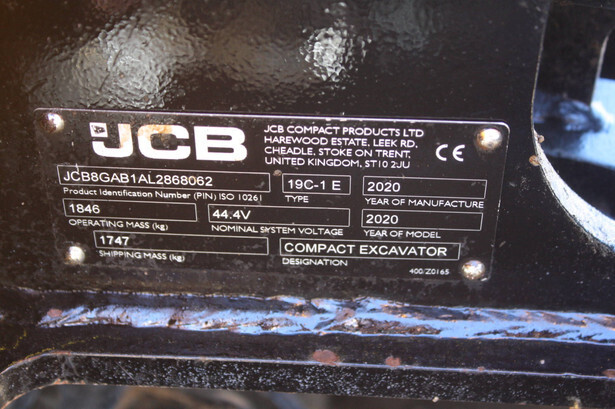 JCB
JCB COMPACT PRODUCTS LTD
HAREWOOD ESTATE, LEEK RD.
CHEADLE, STOKE ON TRENT,
UNITED KINGDOM, ST10 2JU
CE
JCB8GAB1AL2868062
Product Identification Number (PIN) ISO 10261
19C-1 E
TYPE
2020
YEAR OF MANUFACTURE
1846
OPERATING MASS (kg)
44.4V
NOMINAL SYSTEM VOLTAGE
2020
YEAR OF MODEL
1747
SHIPPING MASS (kg)
COMPACT EXCAVATOR
DESIGNATION
400/Z0165